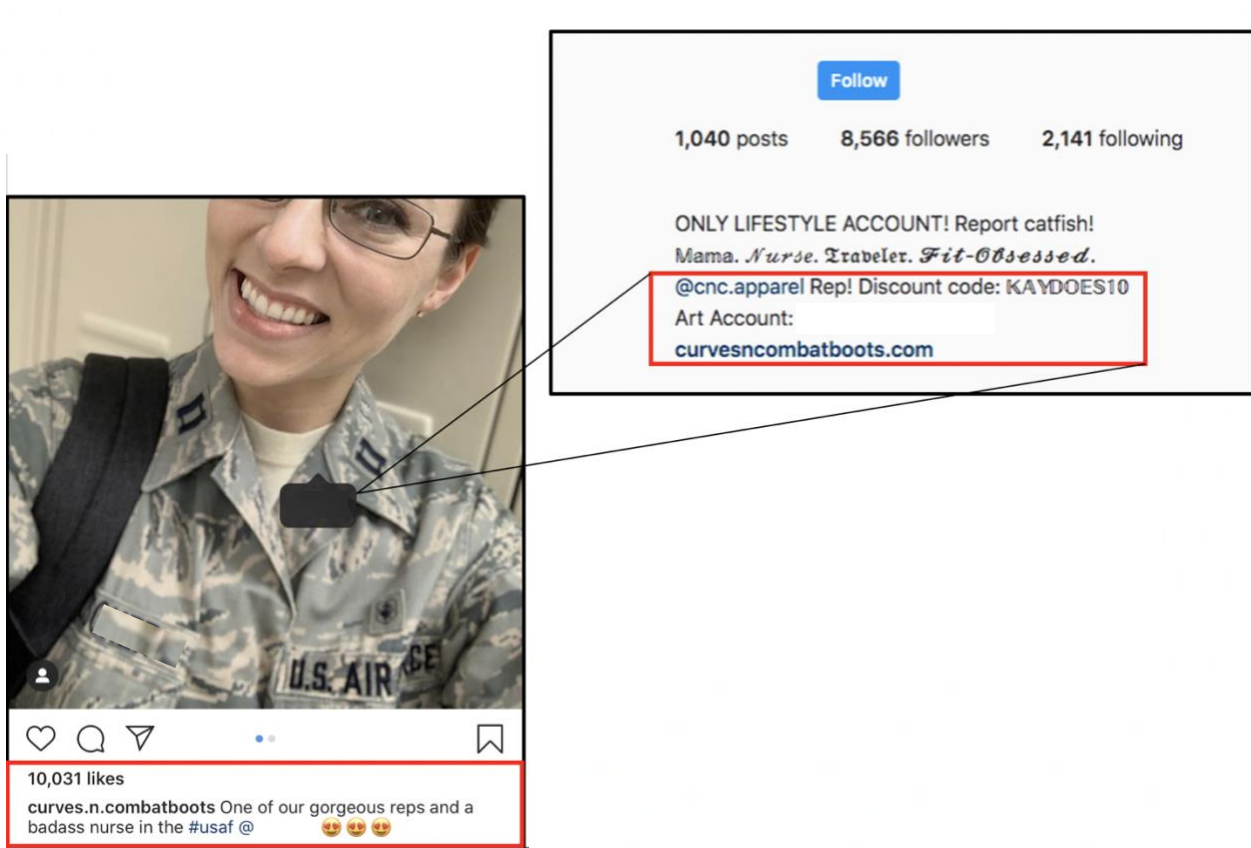 Follow
1,040 posts 8,566 followers 2,141 following
ONLY LIFESTYLE ACCOUNT! Report catfish!
Mama. 𝒩𝓊𝓇𝓈𝑒. 𝕿𝖗𝖆𝖛𝖊𝖑𝖊𝖗. 𝓕𝓲𝓽-𝓞𝓫𝓼𝓮𝓼𝓼𝓮𝓭.
@cnc.apparel Rep! Discount code: 𝕂𝔸𝕐𝔻𝕆𝔼𝕊𝟙𝟘
Art Account:
curvesncombatboots.com
U.S. AIR RCE
10,031 likes
curves.n.combatboots One of our gorgeous reps and a
badass nurse in the #usaf @ 😍 😍 😍